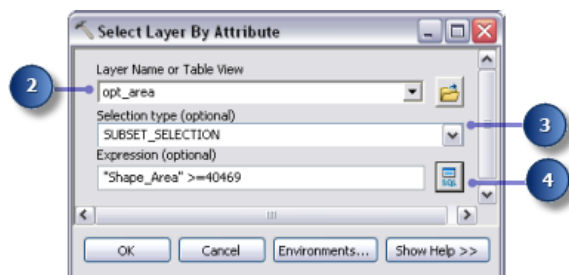 Select Layer By Attribute
Layer Name or Table View
2
opt_area
Selection type (optional)
3
SUBSET_SELECTION
Expression (optional)
"Shape_Area" >=40469
SQL
4
OK Cancel Environments... Show Help >>